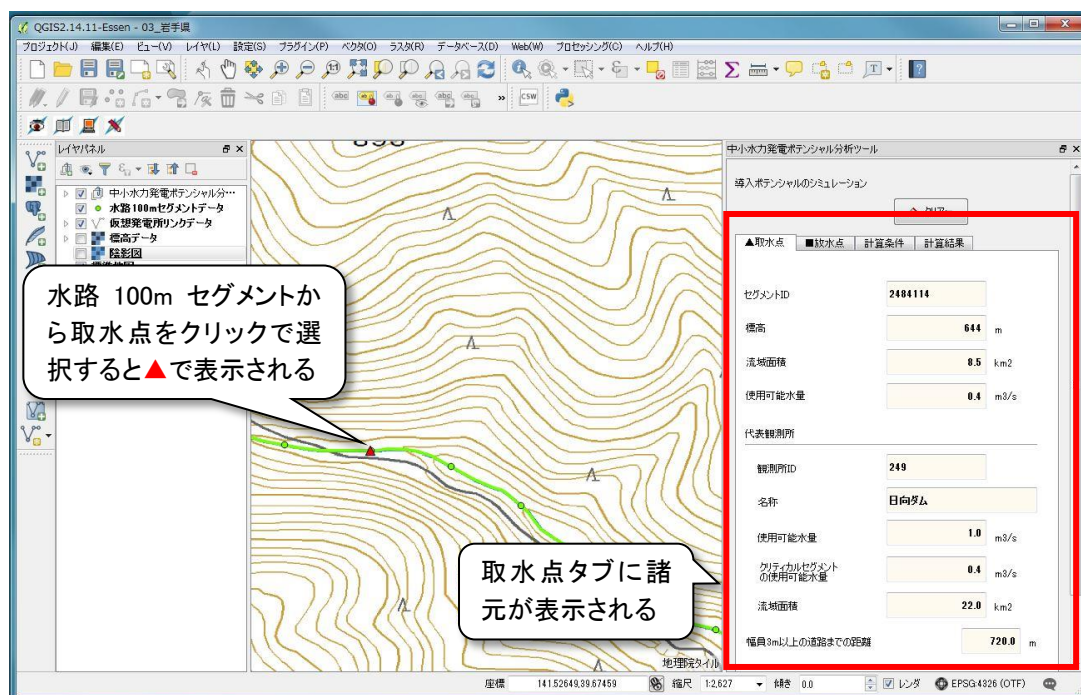 QGIS2.14.11-Essen - 03_岩手県
プロジェクト(J) 編集(E) ビュー(V) レイヤ(L) 設定(S) プラグイン(P) ベクタ(O) ラスタ(R) データベース(D) Web(W) プロセッシング(C) ヘルプ(H)
レイヤパネル
中小水力発電ポテンシャル分…
水路100mセグメントデータ
仮想発電所リンクデータ
標高データ
陰影図
水路 100m セグメントか
ら取水点をクリックで選
択すると▲で表示される
取水点タブに諸
元が表示される
地理院タイル
中小水力発電ポテンシャル分析ツール
導入ポテンシャルのシミュレーション
▲取水点 ■放水点 計算条件 計算結果
セグメントID 2484114
標高 644 m
流域面積 8.5 km2
使用可能水量 0.4 m3/s
代表観測所
観測所ID 249
名称 日向ダム
使用可能水量 1.0 m3/s
クリティカルセグメント
の使用可能水量 0.4 m3/s
流域面積 22.0 km2
幅員3m以上の道路までの距離 720.0 m
座標 141.52649,39.67459 縮尺 1:2,627 傾き 0.0 レンダ EPSG:4326 (OTF)